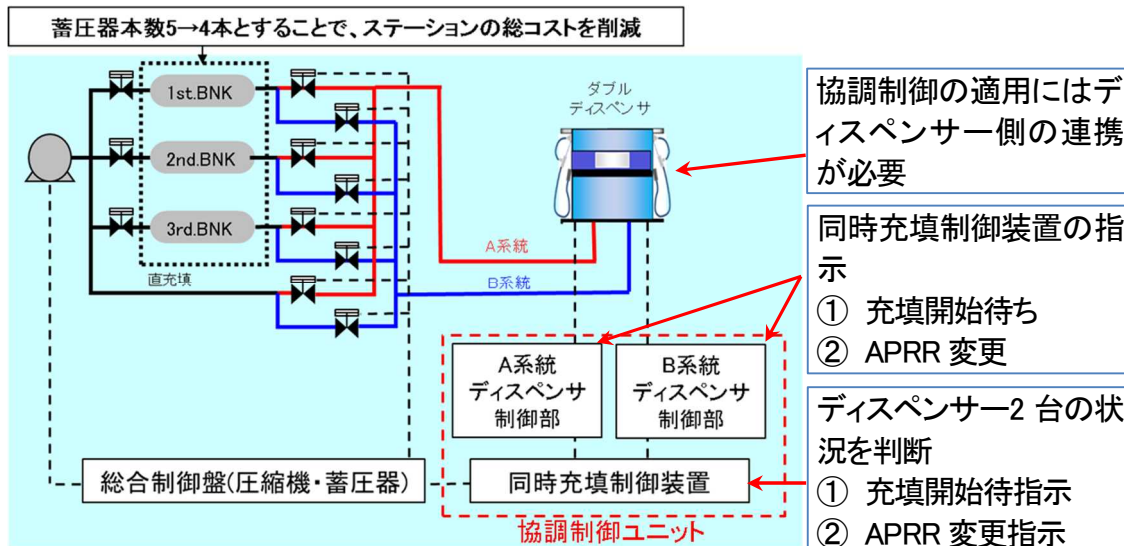 蓄圧器本数5→4本とすることで、ステーションの総コストを削減
1st.BNK
2nd.BNK
3rd.BNK
直充填
ダブル
ディスペンサ
A系統
B系統
A系統
ディスペンサ
制御部
B系統
ディスペンサ
制御部
総合制御盤(圧縮機・蓄圧器)
同時充填制御装置
協調制御ユニット
協調制御の適用にはデ
ィスペンサー側の連携
が必要
同時充填制御装置の指
示
① 充填開始待ち
② APRR 変更
ディスペンサー2 台の状
況を判断
① 充填開始待指示
② APRR 変更指示